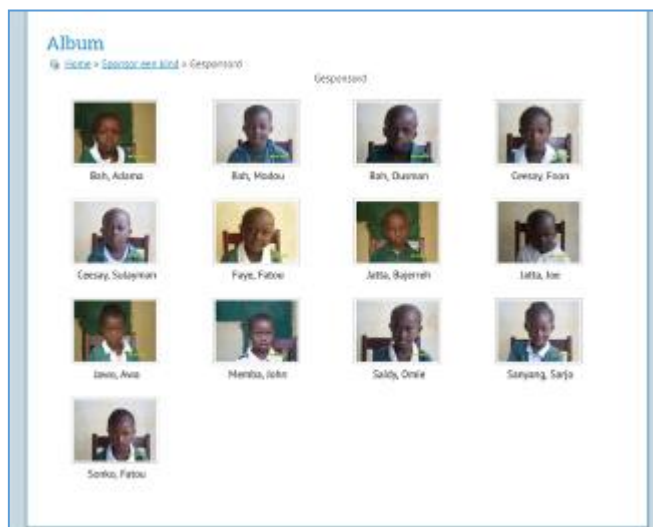 Album
Home » Sponsor een kind » Gesponsord
Gesponsord
Bah, Adama
Bah, Modou
Bah, Ousman
Ceesay, Foon
Ceesay, Sulayman
Faye, Fatou
Jatta, Bajerreh
Jatta, Joe
Jawo, Awa
Memba, John
Saidy, Omie
Sanyang, Sarjo
Sonko, Fatou